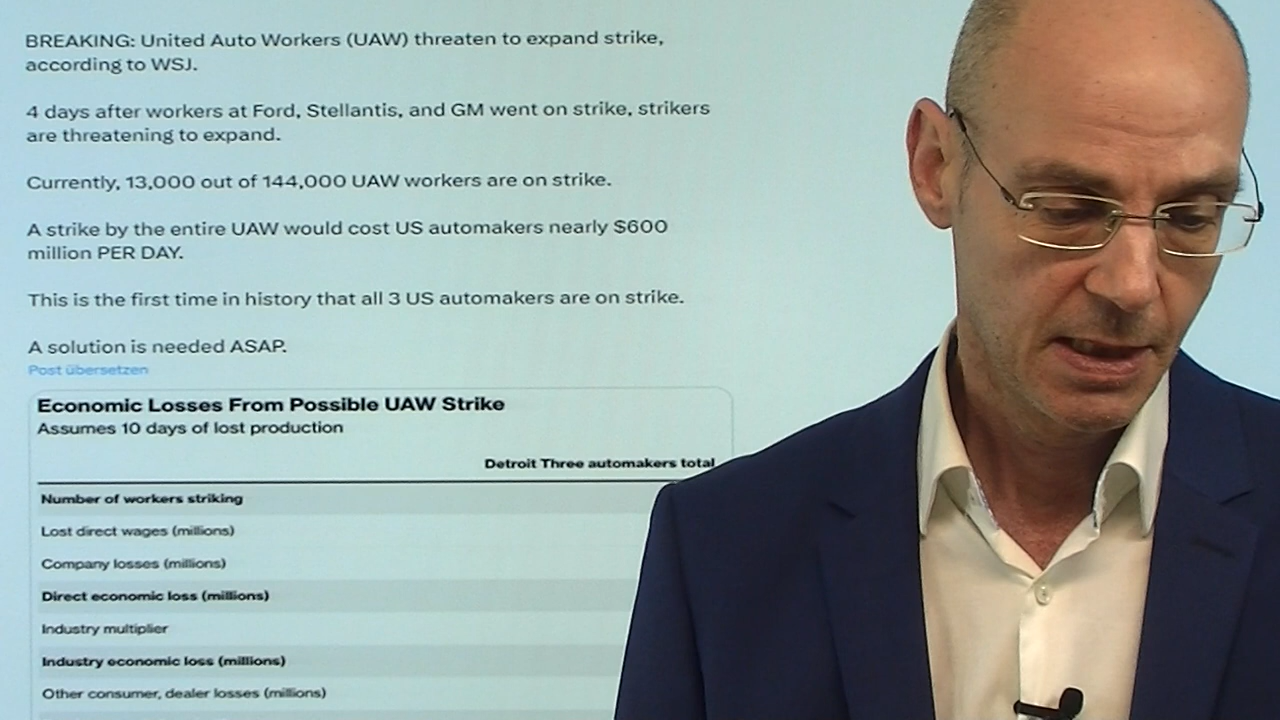 BREAKING: United Auto Workers (UAW) threaten to expand strike,
according to WSJ.
4 days after workers at Ford, Stellantis, and GM went on strike, strikers
are threatening to expand.
Currently, 13,000 out of 144,000 UAW workers are on strike.
A strike by the entire UAW would cost US automakers nearly $600
million PER DAY.
This is the first time in history that all 3 US automakers are on strike.
A solution is needed ASAP.
Post übersetzen
Economic Losses From Possible UAW Strike
Assumes 10 days of lost production
Detroit Three automakers total
Number of workers striking
Lost direct wages (millions)
Company losses (millions)
Direct economic loss (millions)
Industry multiplier
Industry economic loss (millions)
Other consumer, dealer losses (millions)